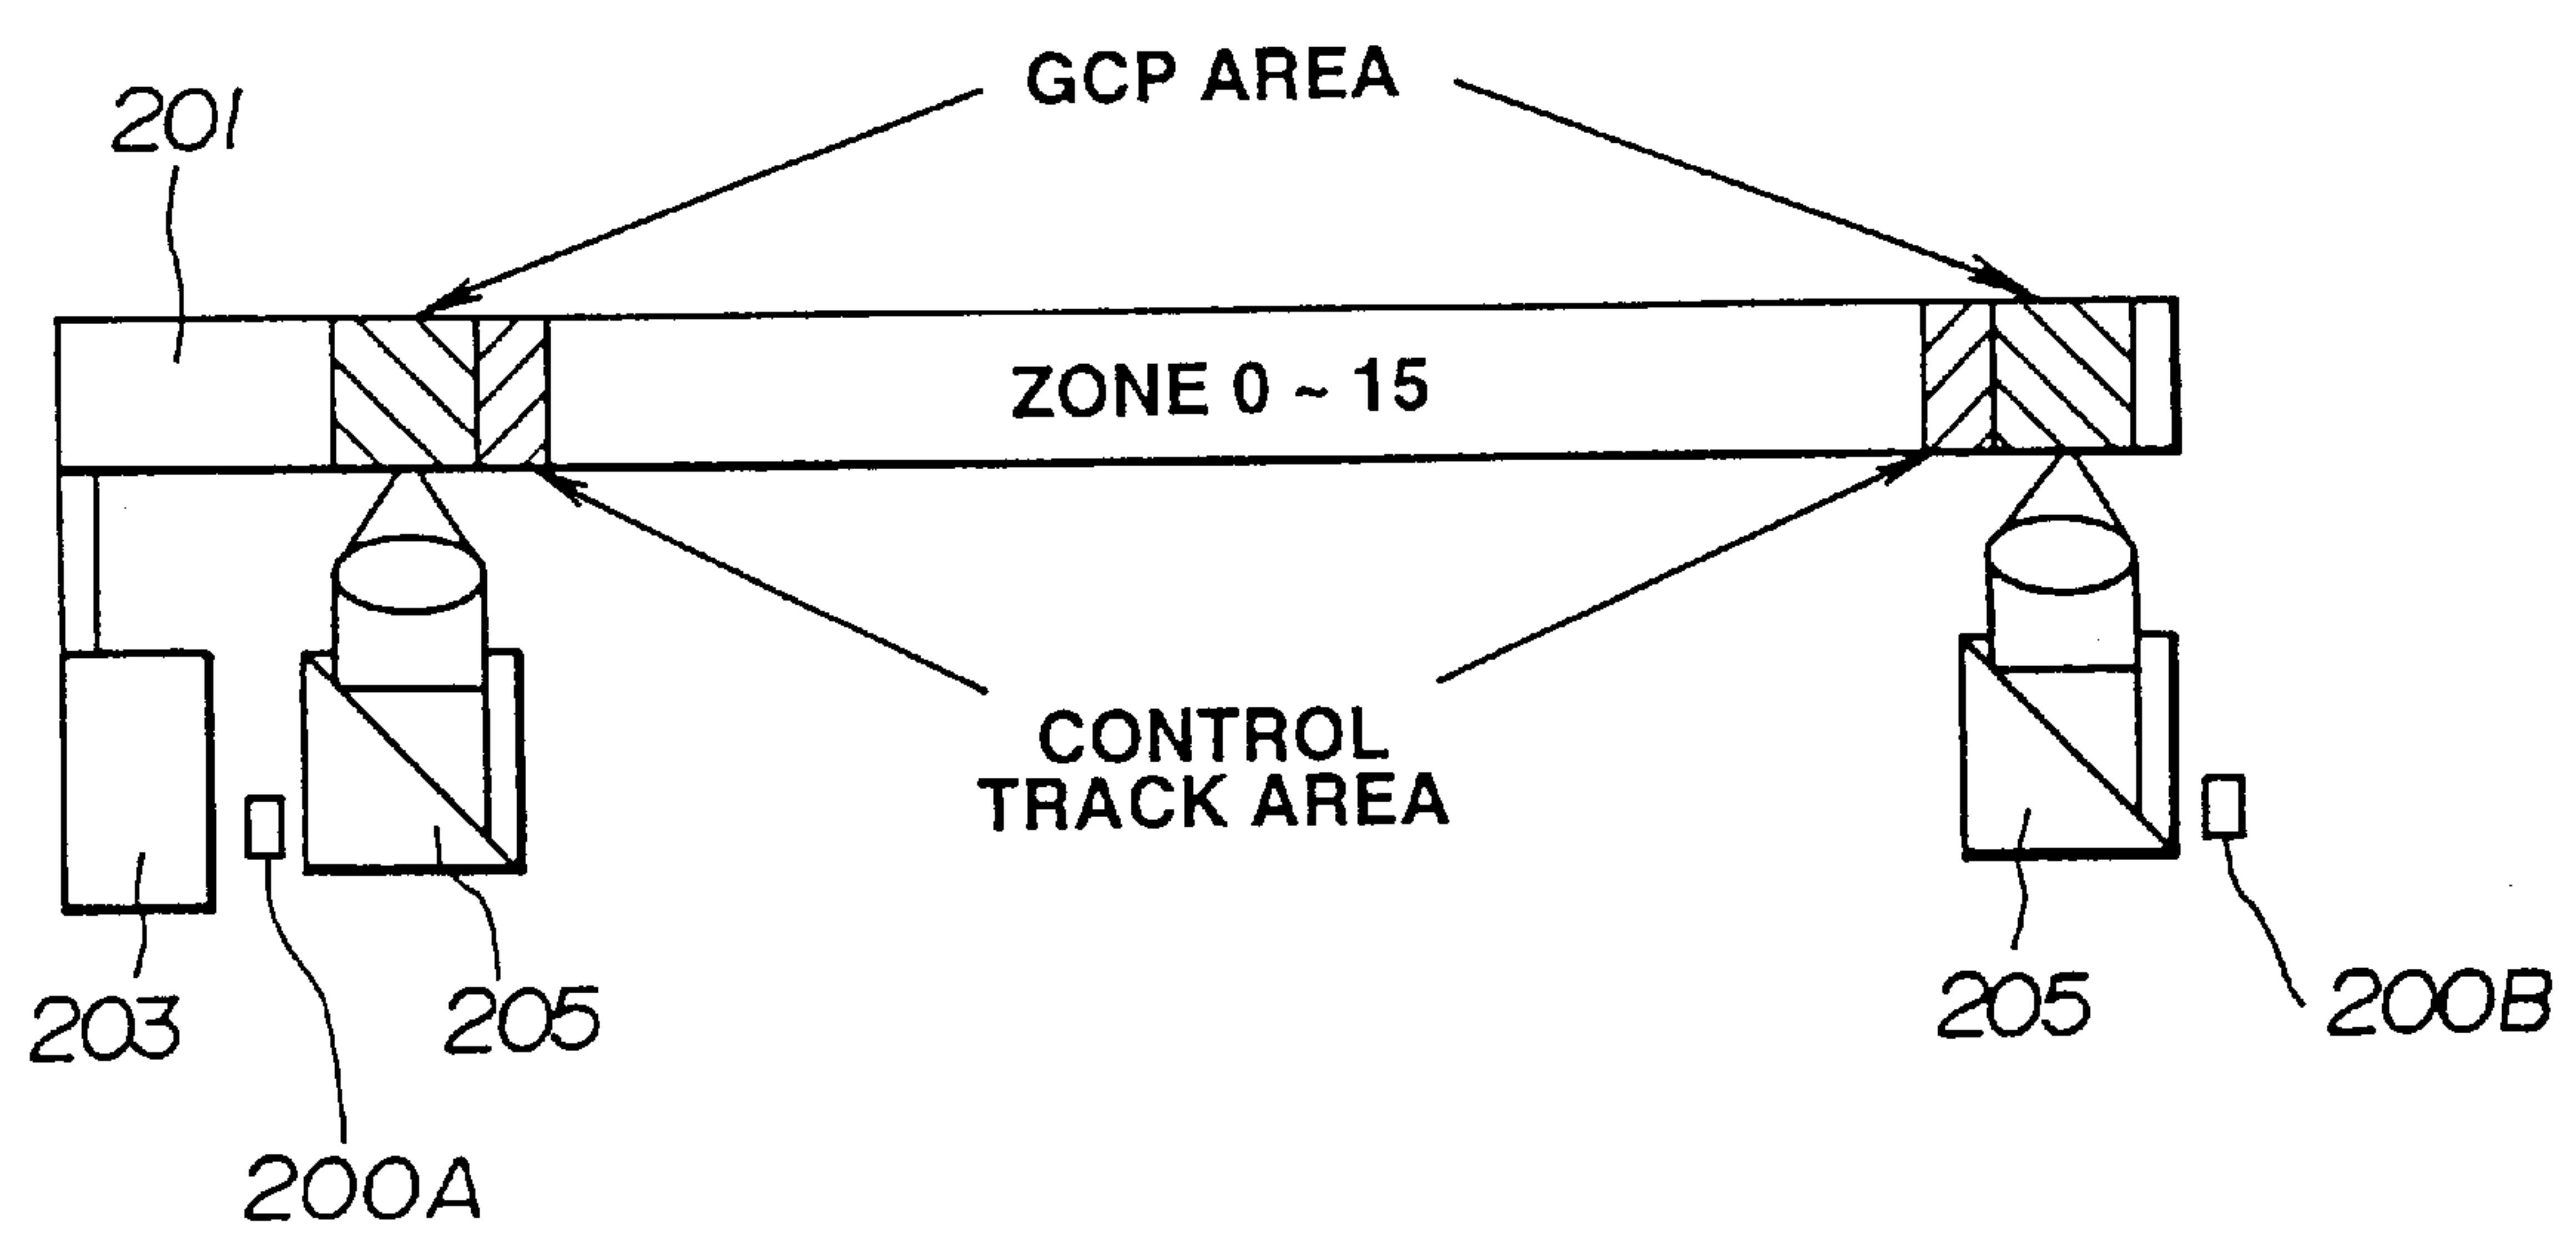 GCP AREA
201
ZONE 0 ~ 15
CONTROL
TRACK AREA
203
205
205
200B
200A